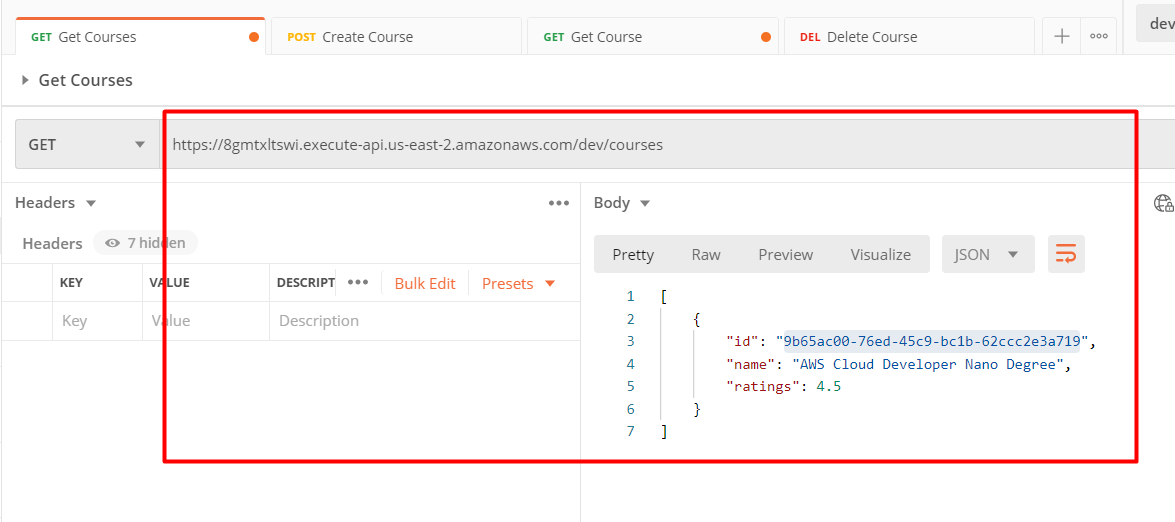 GET Get Courses POST Create Course GET Get Course DEL Delete Course dev
Get Courses
GET https://8gmtxltswi.execute-api.us-east-2.amazonaws.com/dev/courses
Headers
Headers 7 hidden
KEY VALUE DESCRIPT Bulk Edit Presets
Key Value Description
Body
Pretty Raw Preview Visualize JSON
1 [
2 {
3 "id": "9b65ac00-76ed-45c9-bc1b-62ccc2e3a719",
4 "name": "AWS Cloud Developer Nano Degree",
5 "ratings": 4.5
6 }
7 ]